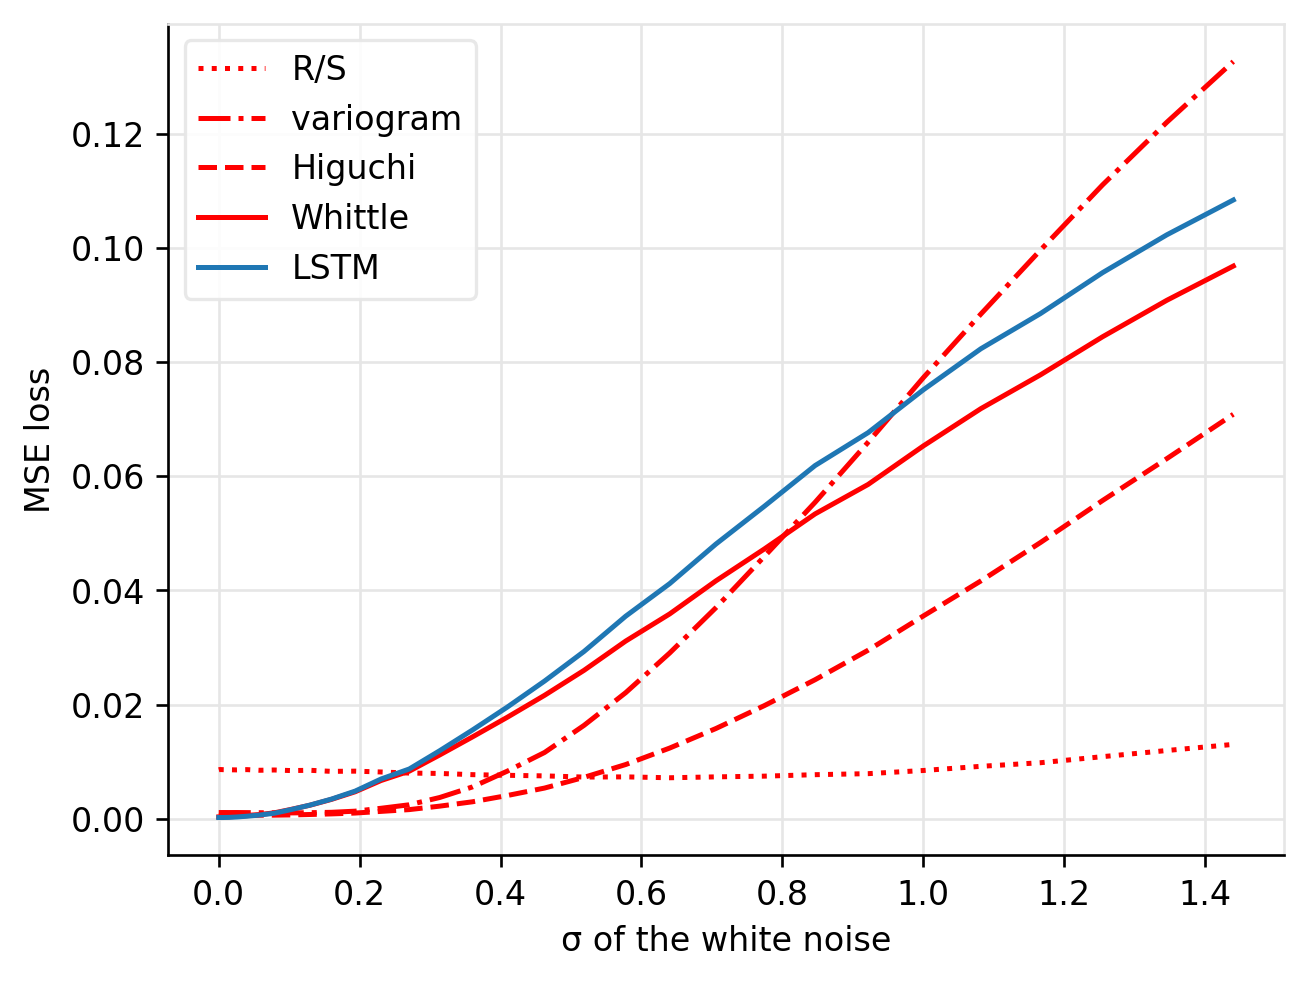 R/S
variogram
Higuchi
Whittle
LSTM
MSE loss
0.12
0.10
0.08
0.06
0.04
0.02
0.00
0.0 0.2 0.4 0.6 0.8 1.0 1.2 1.4
σ of the white noise